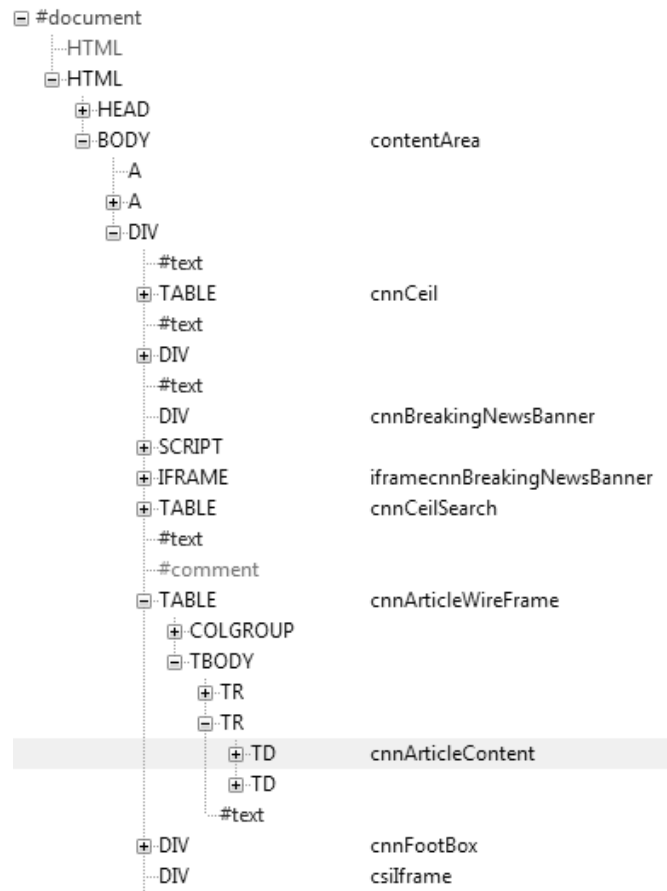 #document
HTML
HTML
HEAD
BODY contentArea
A
A
DIV
#text
TABLE cnnCeil
#text
DIV
#text
DIV cnnBreakingNewsBanner
SCRIPT
IFRAME iframecnnBreakingNewsBanner
TABLE cnnCeilSearch
#text
#comment
TABLE cnnArticleWireFrame
COLGROUP
TBODY
TR
TR
TD cnnArticleContent
TD
#text
DIV cnnFootBox
DIV csiIframe